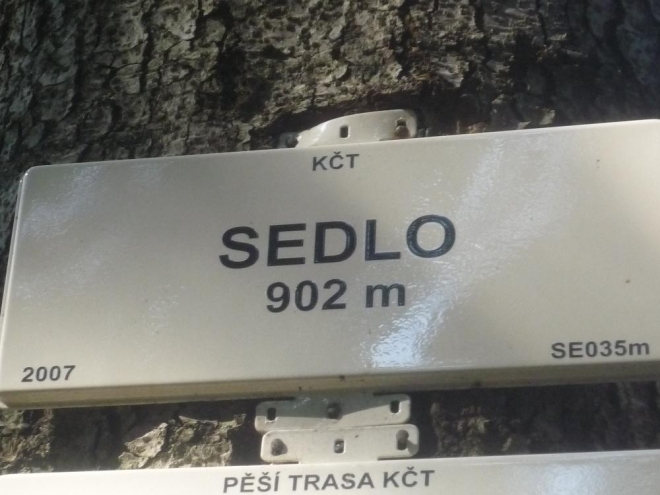 KČT
SEDLO
902 m
2007 SE035m
PĚŠÍ TRASA KČT